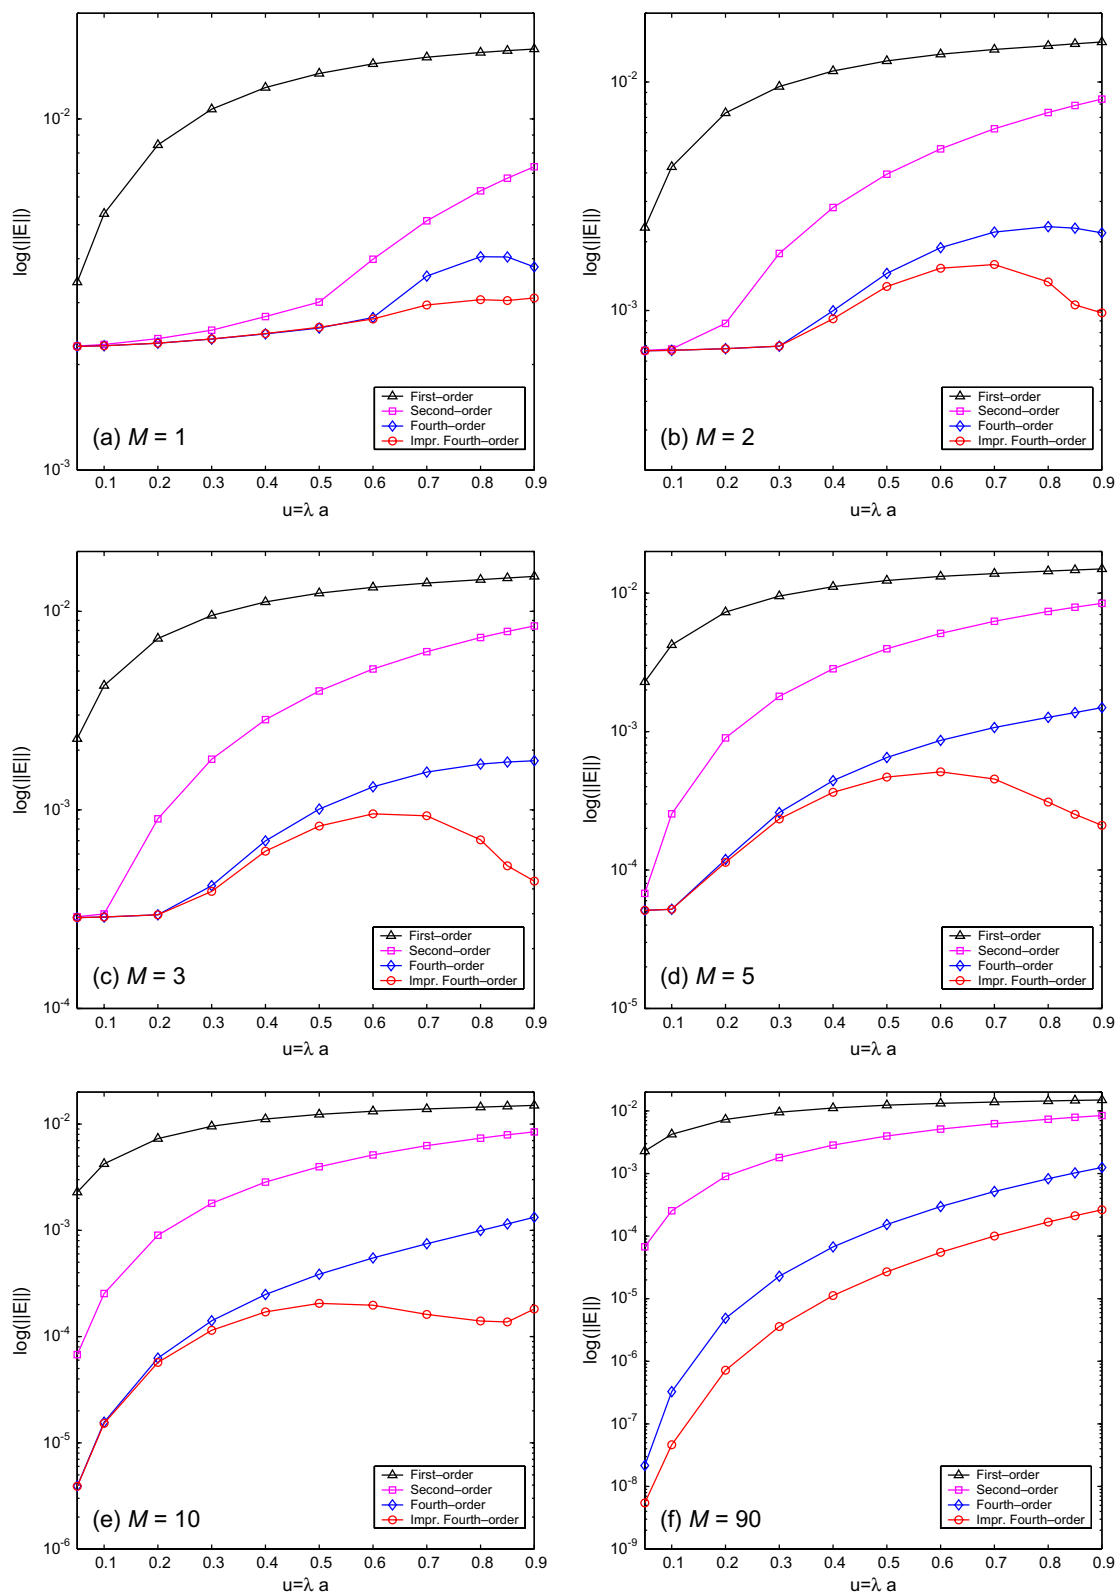 10^-2
10^-3
log(||E||)
0.1 0.2 0.3 0.4 0.5 0.6 0.7 0.8 0.9
u=λ a
(a) M = 1
First–order
Second–order
Fourth–order
Impr. Fourth–order
10^-2
10^-3
log(||E||)
0.1 0.2 0.3 0.4 0.5 0.6 0.7 0.8 0.9
u=λ a
(b) M = 2
First–order
Second–order
Fourth–order
Impr. Fourth–order
10^-2
10^-3
10^-4
log(||E||)
0.1 0.2 0.3 0.4 0.5 0.6 0.7 0.8 0.9
u=λ a
(c) M = 3
First–order
Second–order
Fourth–order
Impr. Fourth–order
10^-2
10^-3
10^-4
10^-5
log(||E||)
0.1 0.2 0.3 0.4 0.5 0.6 0.7 0.8 0.9
u=λ a
(d) M = 5
First–order
Second–order
Fourth–order
Impr. Fourth–order
10^-2
10^-3
10^-4
10^-5
10^-6
log(||E||)
0.1 0.2 0.3 0.4 0.5 0.6 0.7 0.8 0.9
u=λ a
(e) M = 10
First–order
Second–order
Fourth–order
Impr. Fourth–order
10^-2
10^-3
10^-4
10^-5
10^-6
10^-7
10^-8
10^-9
log(||E||)
0.1 0.2 0.3 0.4 0.5 0.6 0.7 0.8 0.9
u=λ a
(f) M = 90
First–order
Second–order
Fourth–order
Impr. Fourth–order